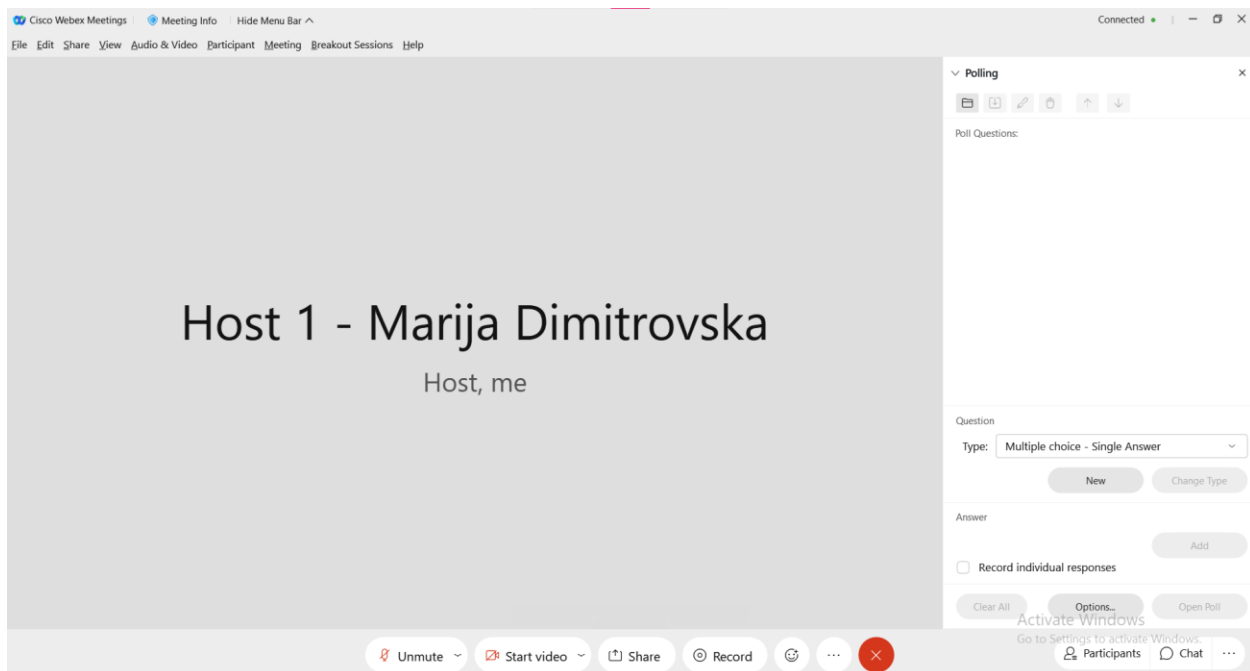 Cisco Webex Meetings Meeting Info Hide Menu Bar Connected
File Edit Share View Audio & Video Participant Meeting Breakout Sessions Help
Host 1 - Marija Dimitrovska
Host, me
Polling
Poll Questions:
Question
Type: Multiple choice - Single Answer
New Change Type
Answer
Add
Record individual responses
Clear All Options... Open Poll
Activate Windows
Go to Settings to activate Windows.
Unmute Start video Share Record Participants Chat